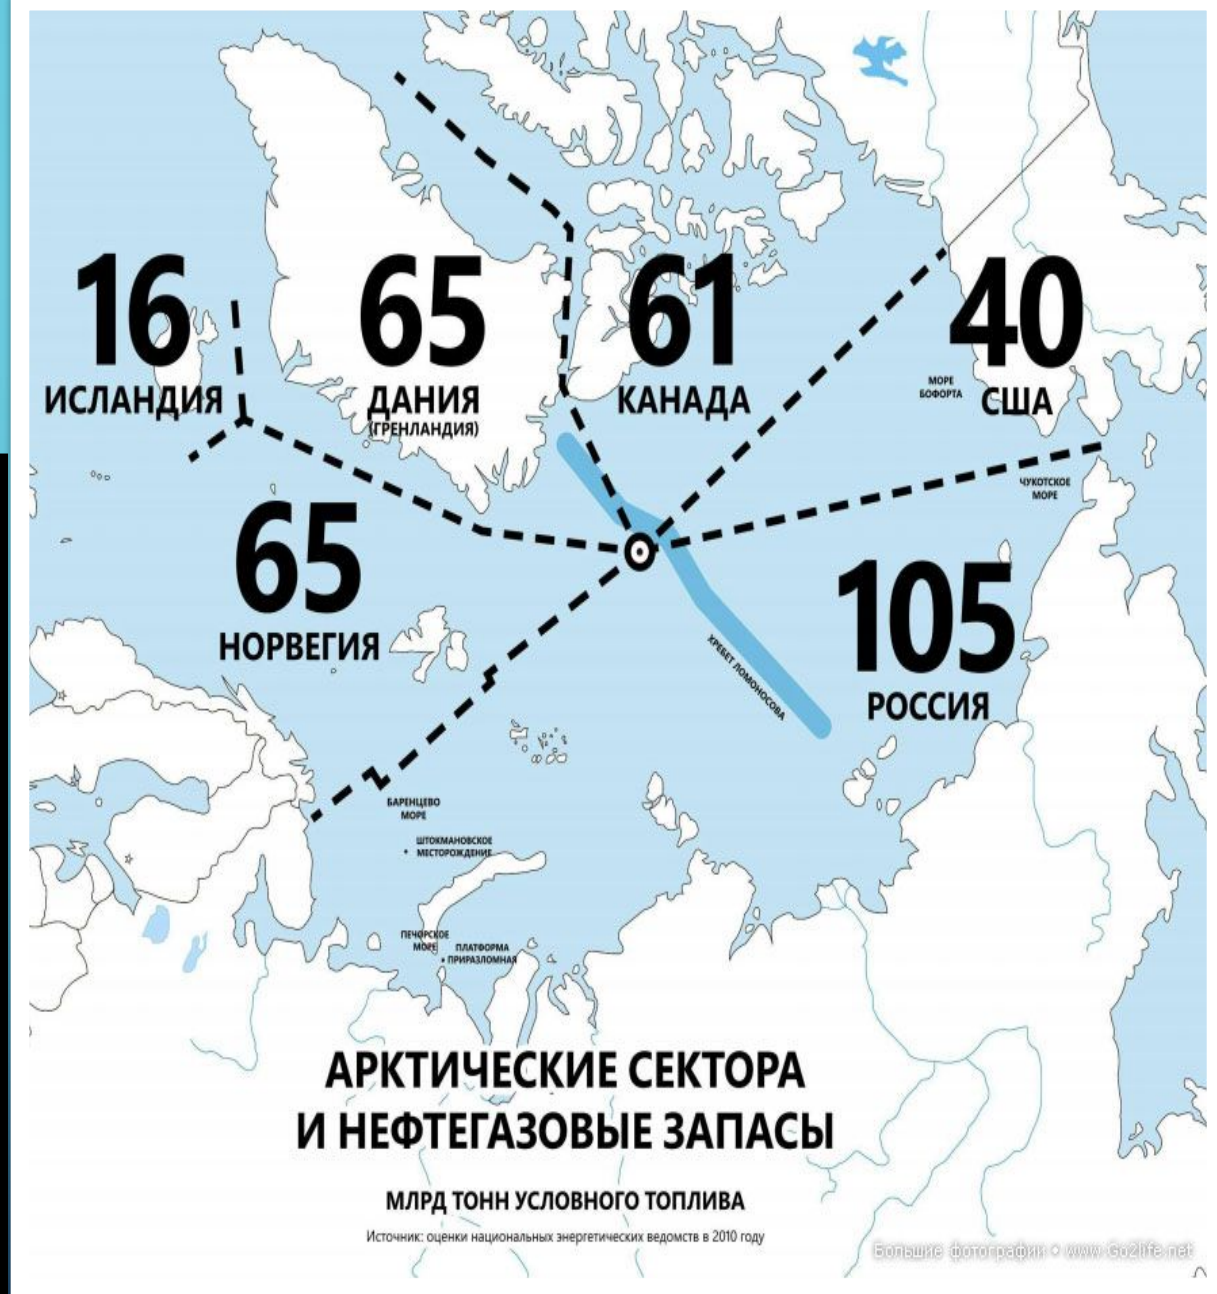 16
ИСЛАНДИЯ
65
ДАНИЯ
(ГРЕНЛАНДИЯ)
61
КАНАДА
40
США
МОРЕ
БОФОРТА
ЧУКОТСКОЕ
МОРЕ
65
НОРВЕГИЯ
105
РОССИЯ
ХРЕБЕТ ЛОМОНОСОВА
БАРЕНЦЕВО
МОРЕ
ШТОКМАНОВСКОЕ
МЕСТОРОЖДЕНИЕ
ПЕЧОРСКОЕ
МОРЕ
ПЛАТФОРМА
ПРИРАЗЛОМНАЯ
АРКТИЧЕСКИЕ СЕКТОРА
И НЕФТЕГАЗОВЫЕ ЗАПАСЫ
МЛРД ТОНН УСЛОВНОГО ТОПЛИВА
Источник: оценки национальных энергетических ведомств в 2010 году
Большие фотографии • www.Go2life.net